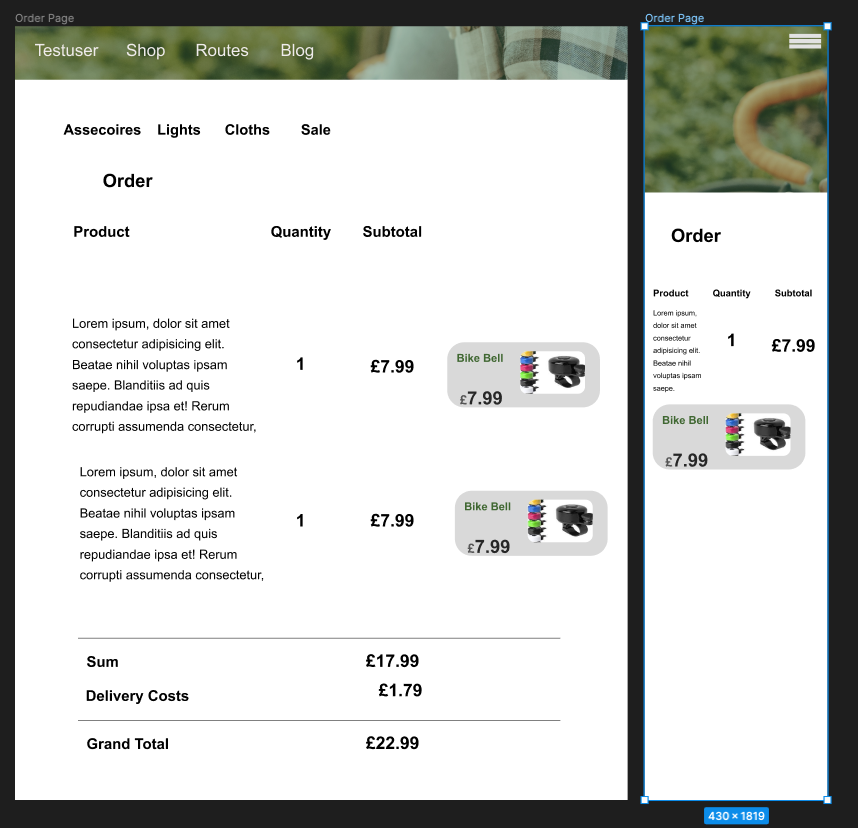 Order Page
Testuser Shop Routes Blog
Assecoires Lights Cloths Sale
Order
Product Quantity Subtotal
Lorem ipsum, dolor sit amet
consectetur adipisicing elit.
Beatae nihil voluptas ipsam
saepe. Blanditiis ad quis
repudiandae ipsa et! Rerum
corrupti assumenda consectetur,
1
£7.99
Bike Bell
£7.99
Lorem ipsum, dolor sit amet
consectetur adipisicing elit.
Beatae nihil voluptas ipsam
saepe. Blanditiis ad quis
repudiandae ipsa et! Rerum
corrupti assumenda consectetur,
1
£7.99
Bike Bell
£7.99
Sum £17.99
Delivery Costs £1.79
Grand Total £22.99
Order Page
Order
Product Quantity Subtotal
Lorem ipsum,
dolor sit amet
consectetur
adipisicing elit.
Beatae nihil
voluptas ipsam
saepe.
1
£7.99
Bike Bell
£7.99
430 × 1819